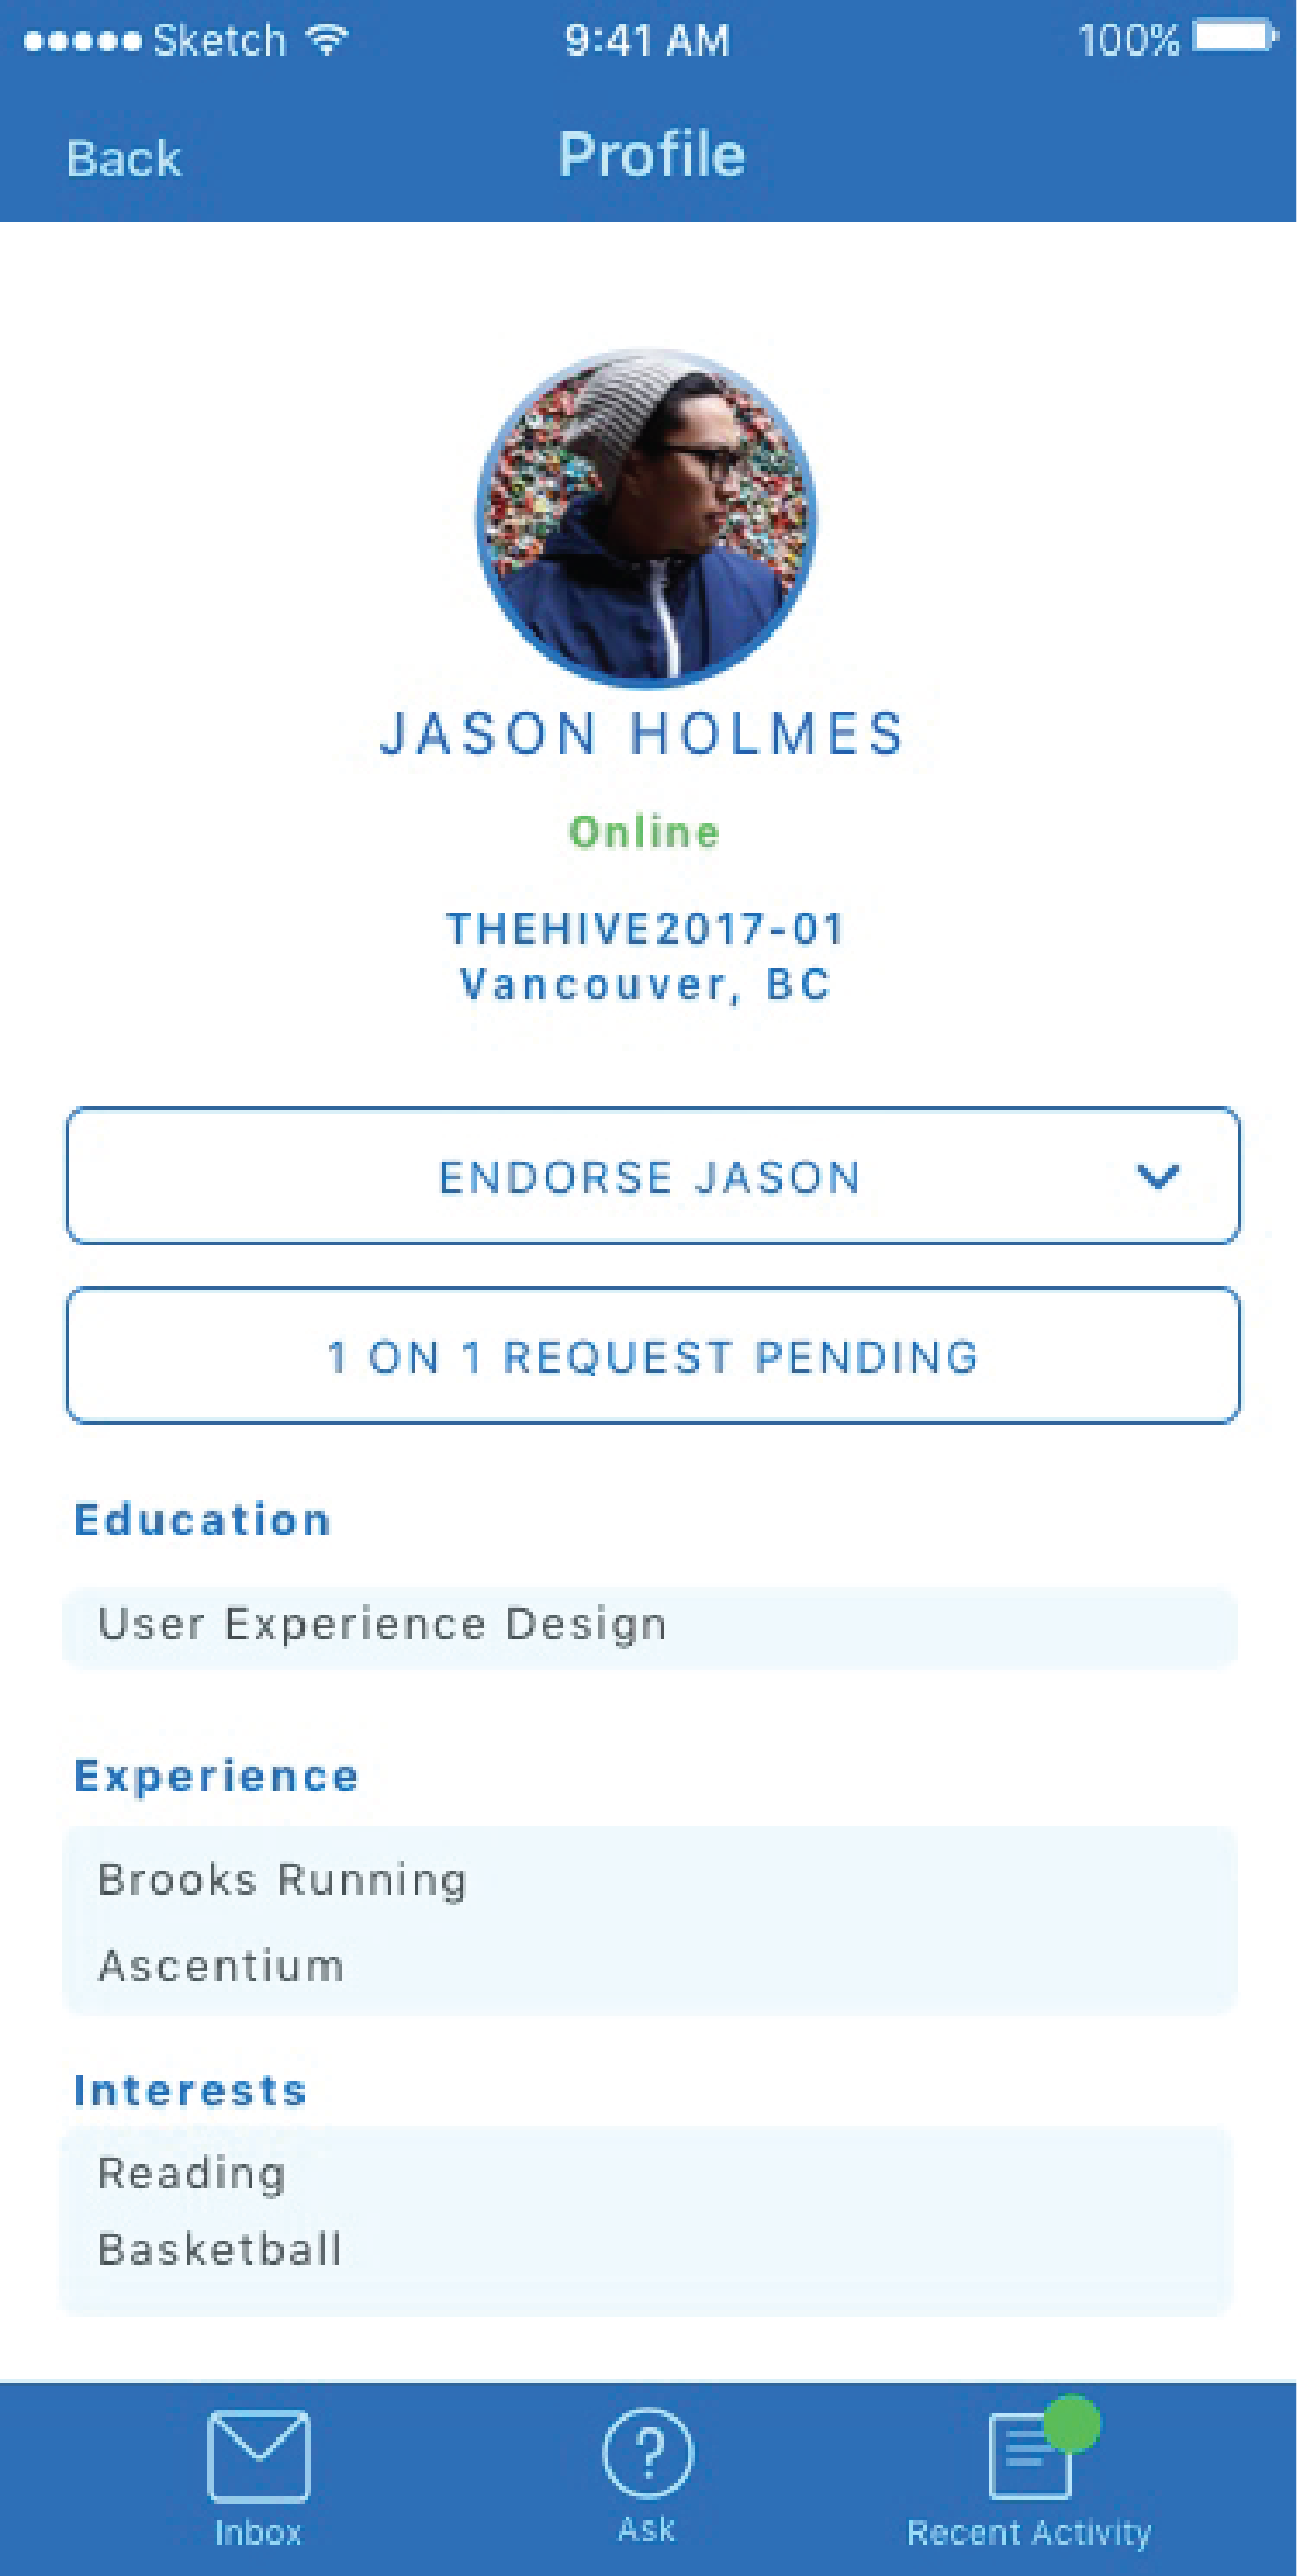 Sketch 9:41 AM 100%
Back Profile
JASON HOLMES
Online
THEHIVE2017-01
Vancouver, BC
ENDORSE JASON
1 ON 1 REQUEST PENDING
Education
User Experience Design
Experience
Brooks Running
Ascentium
Interests
Reading
Basketball
Inbox Ask Recent Activity